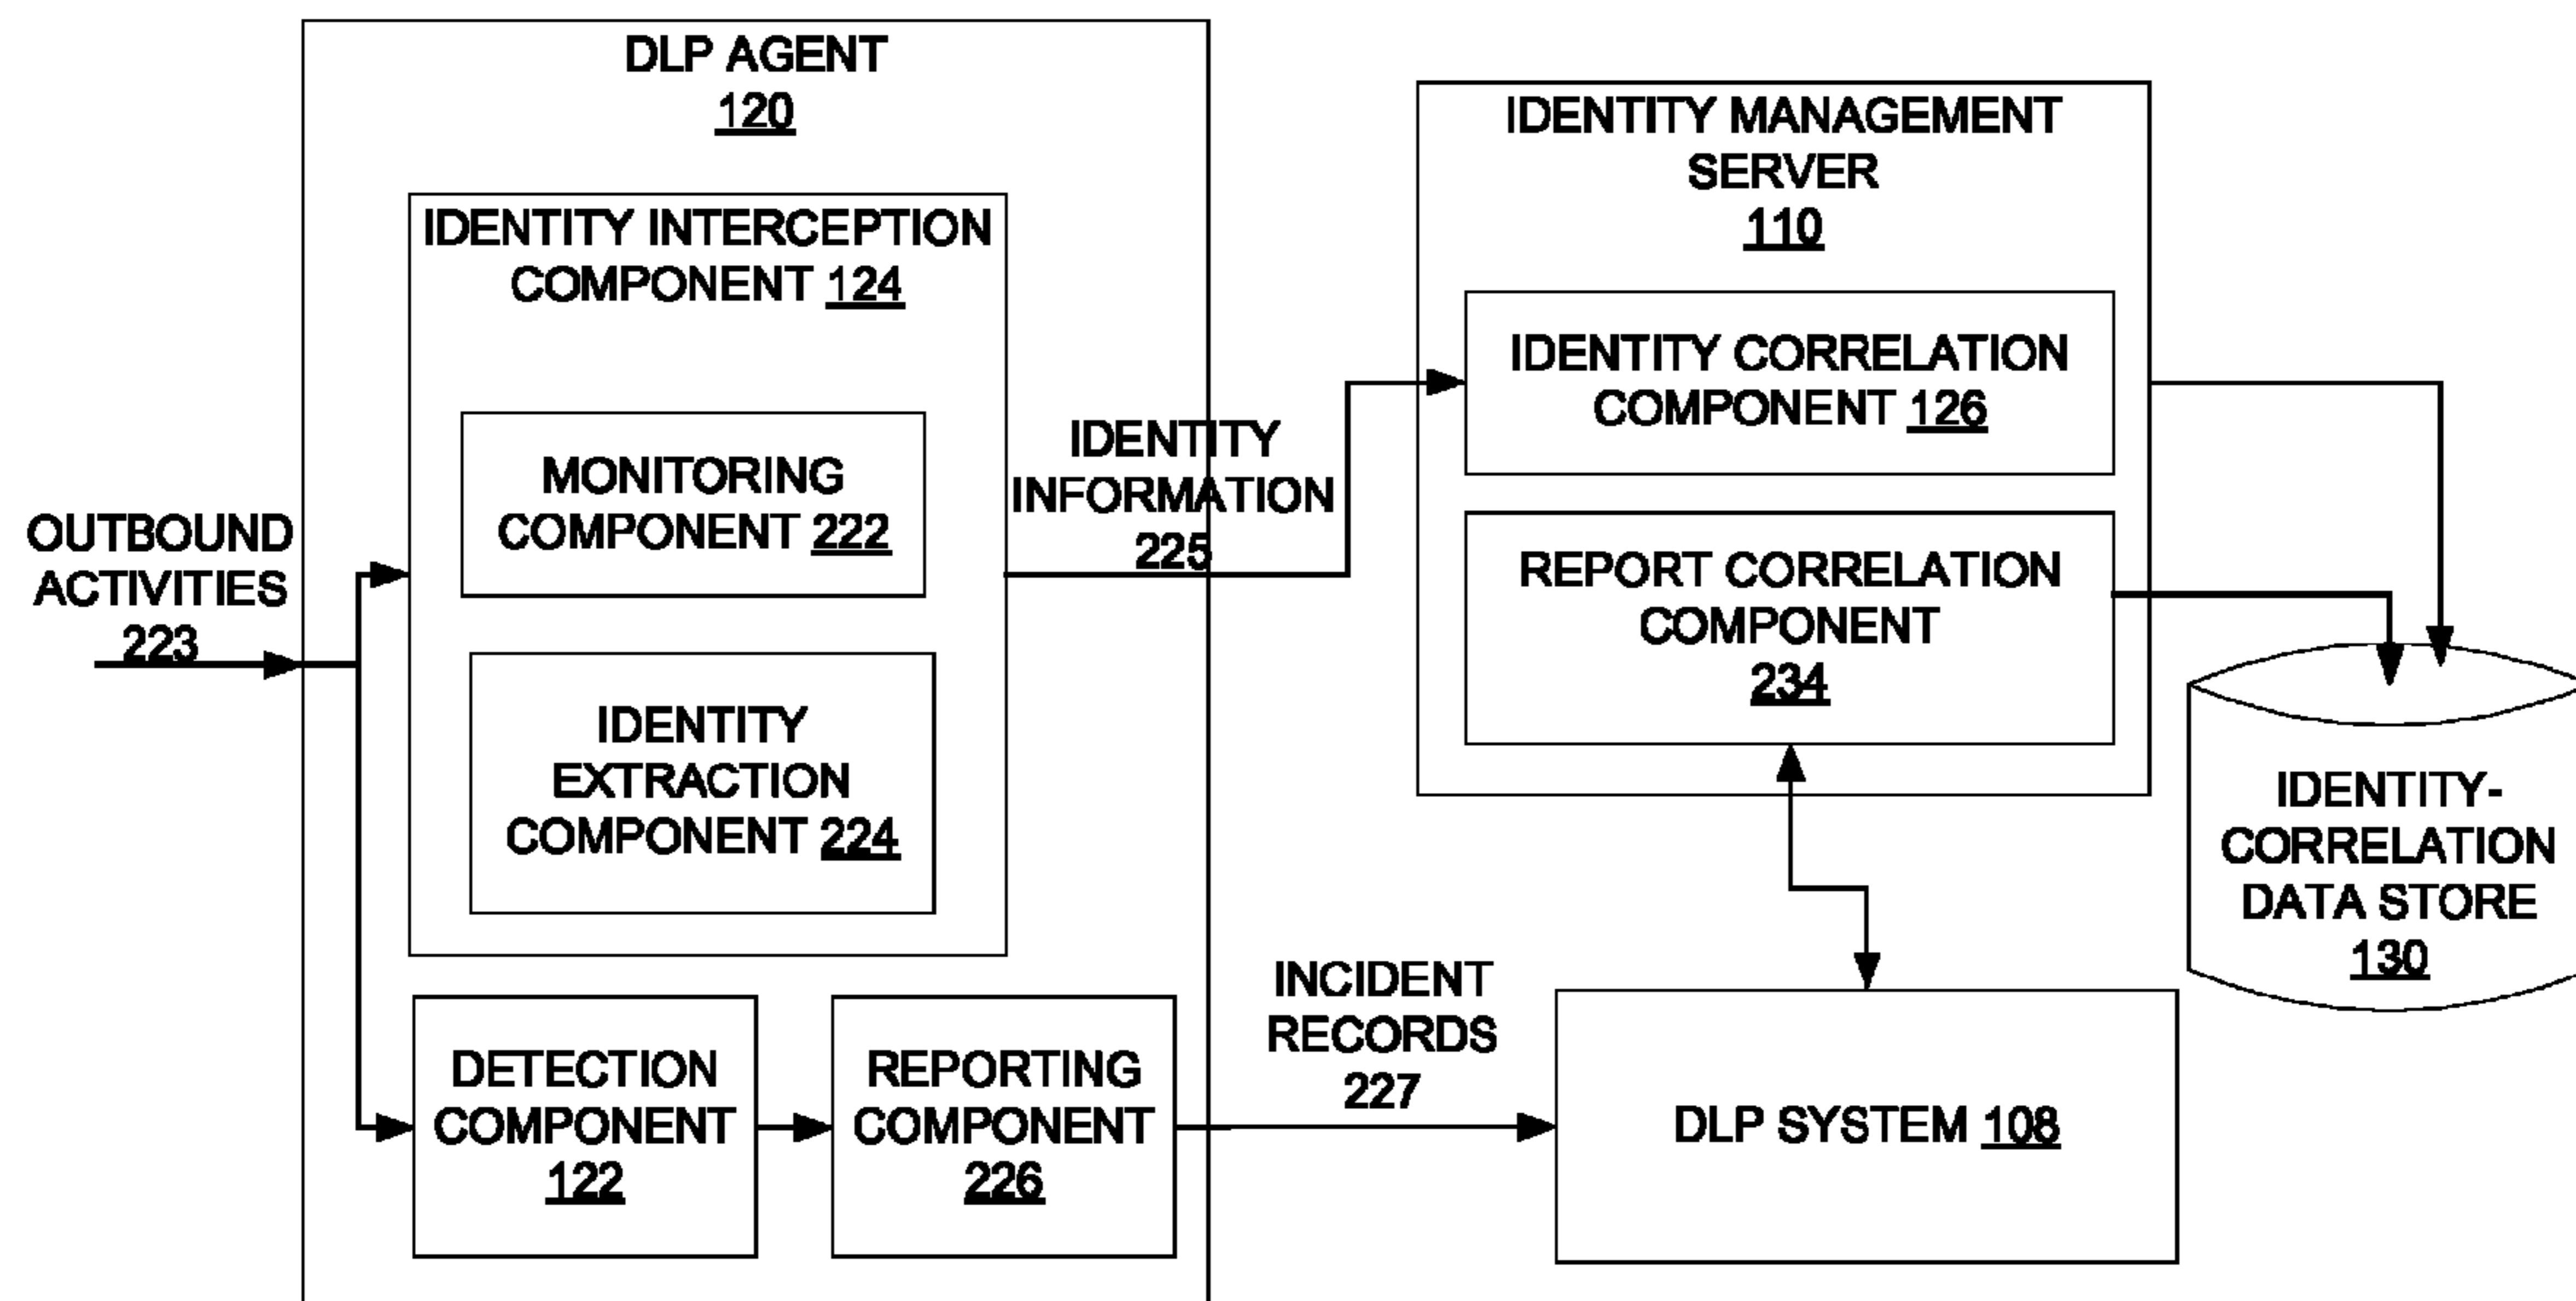 DLP AGENT
120
IDENTITY INTERCEPTION
COMPONENT 124
MONITORING
COMPONENT 222
IDENTITY
EXTRACTION
COMPONENT 224
OUTBOUND
ACTIVITIES
223
DETECTION
COMPONENT
122
REPORTING
COMPONENT
226
IDENTITY
INFORMATION
225
INCIDENT
RECORDS
227
IDENTITY MANAGEMENT
SERVER
110
IDENTITY CORRELATION
COMPONENT 126
REPORT CORRELATION
COMPONENT
234
DLP SYSTEM 108
IDENTITY-
CORRELATION
DATA STORE
130